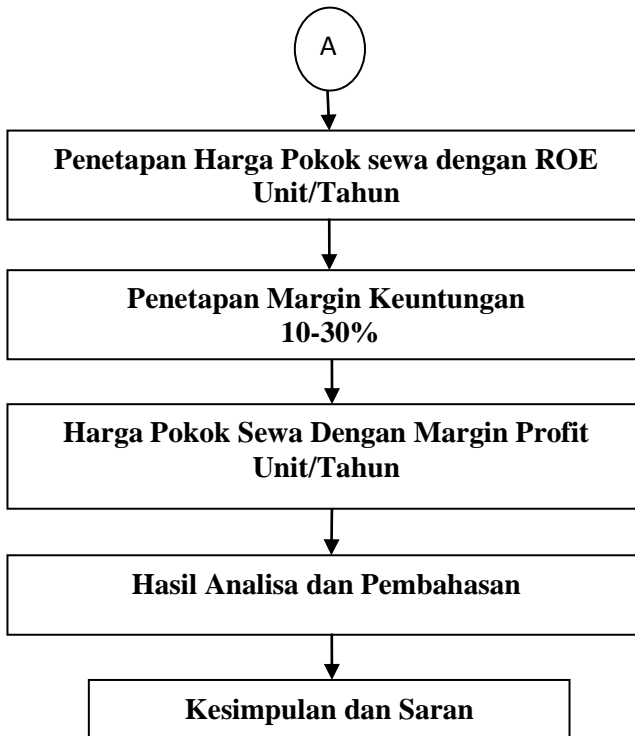 A
Penetapan Harga Pokok sewa dengan ROE
Unit/Tahun
Penetapan Margin Keuntungan
10-30%
Harga Pokok Sewa Dengan Margin Profit
Unit/Tahun
Hasil Analisa dan Pembahasan
Kesimpulan dan Saran